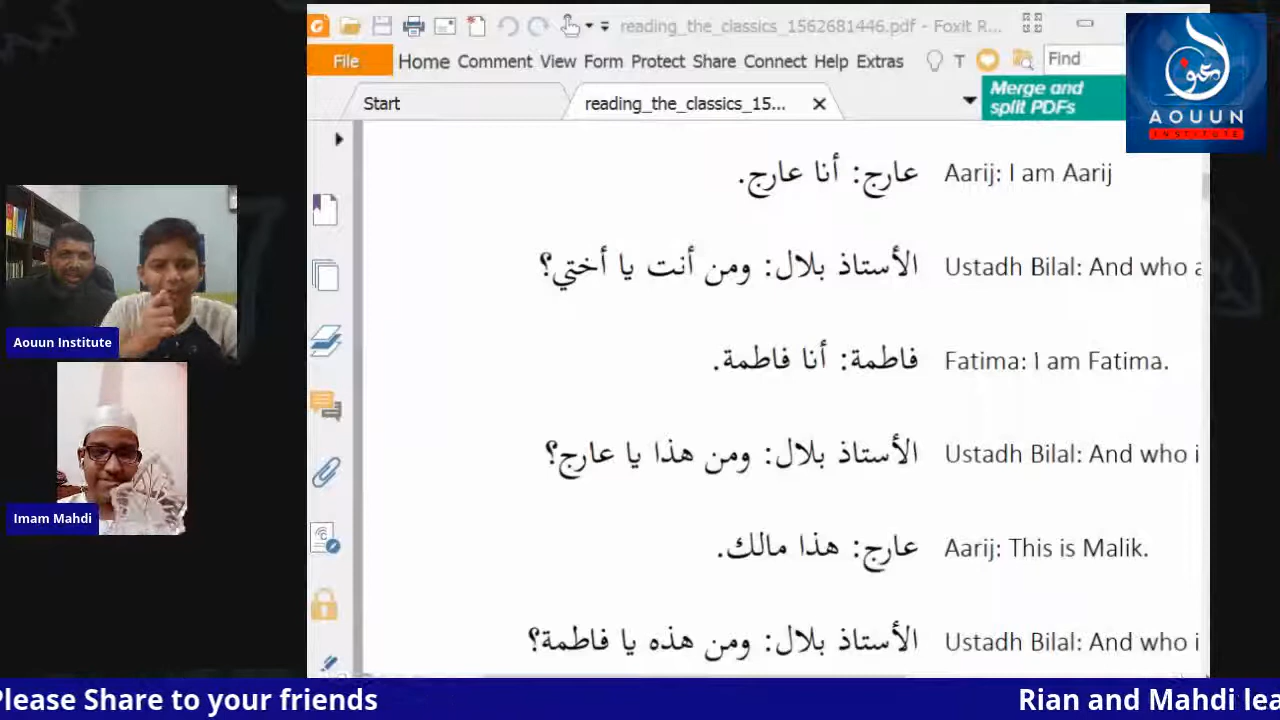 reading_the_classics_1562681446.pdf - Foxit R...
File Home Comment View Form Protect Share Connect Help Extras T Find
Start reading_the_classics_15...
Merge and
split PDFs
عون
AOUUN
INSTITUTE
عارج: أنا عارج. Aarij: I am Aarij
الأستاذ بلال: ومن أنت يا أختي؟ Ustadh Bilal: And who a
فاطمة: أنا فاطمة. Fatima: I am Fatima.
الأستاذ بلال: ومن هذا يا عارج؟ Ustadh Bilal: And who i
عارج: هذا مالك. Aarij: This is Malik.
الأستاذ بلال: ومن هذه يا فاطمة؟ Ustadh Bilal: And who i
Aouun Institute
Imam Mahdi
Please Share to your friends
Rian and Mahdi lea